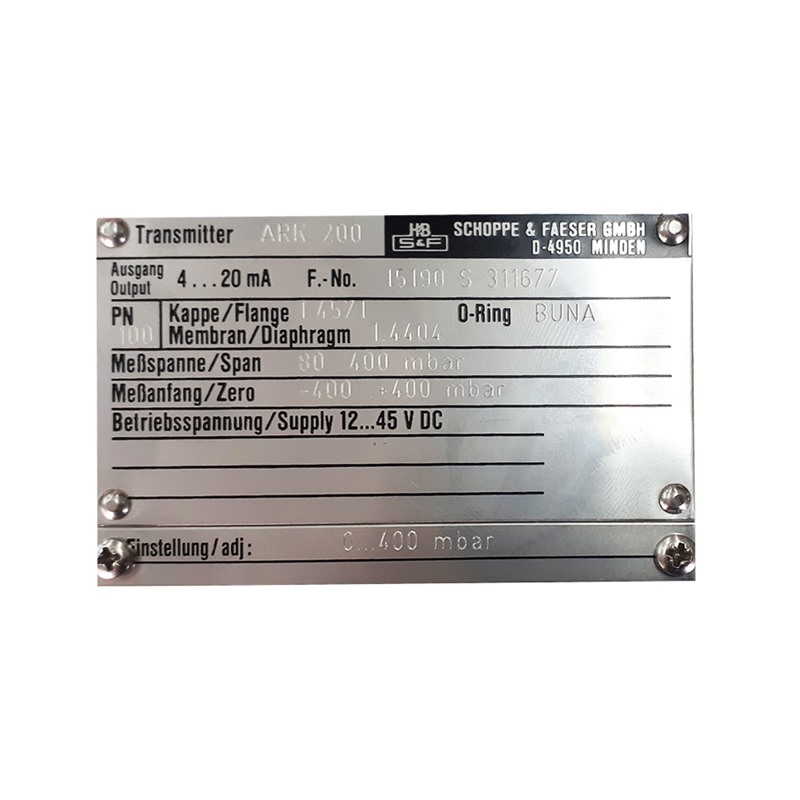 Transmitter ARK 200 H&B S&F SCHOPPE & FAESER GMBH
D-4950 MINDEN
Ausgang
Output 4...20 mA F.-No. 15190 S 311677
PN 100 Kappe/Flange 1.4571 O-Ring BUNA
Membran/Diaphragm 1.4404
Meßspanne/Span 80...400 mbar
Meßanfang/Zero -400...+400 mbar
Betriebsspannung/Supply 12...45 V DC
Einstellung/adj: 0...400 mbar